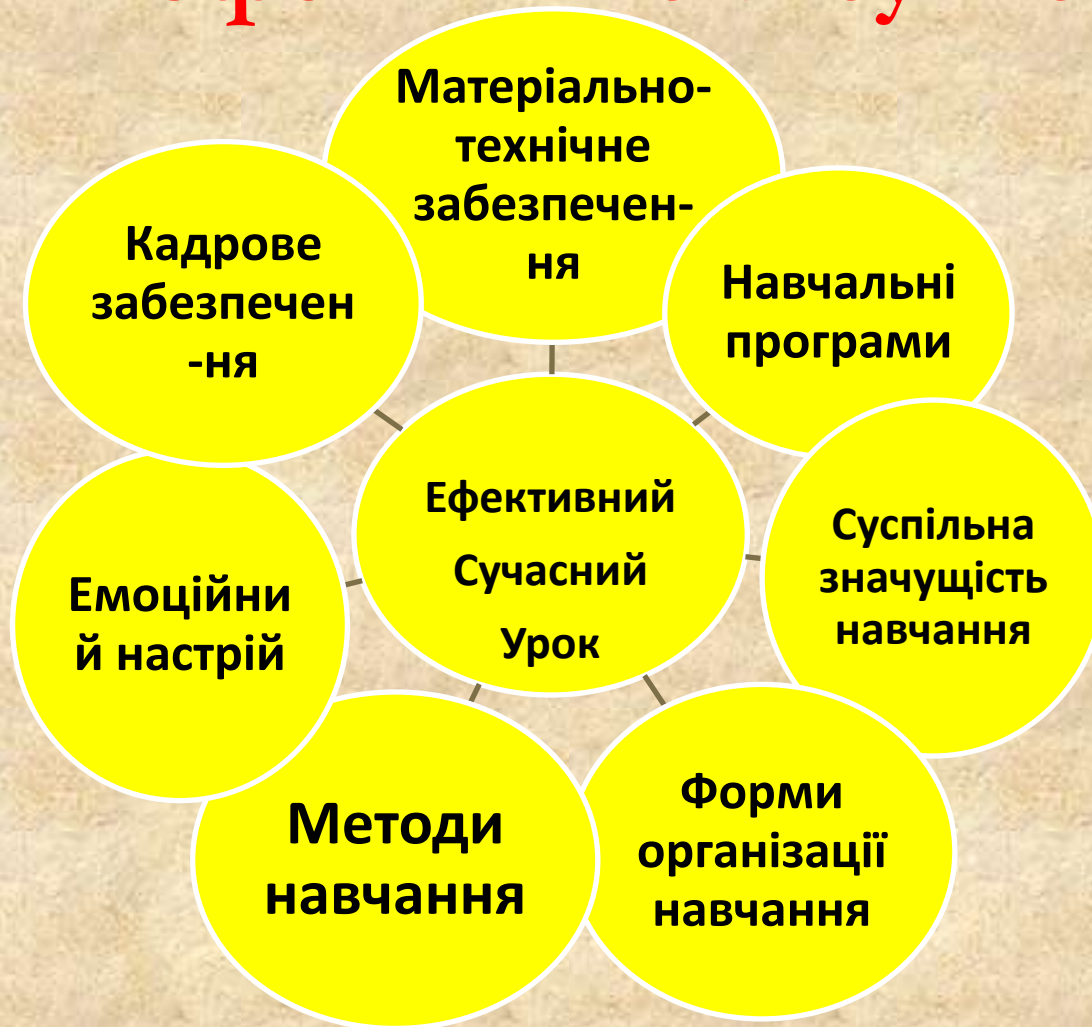 Матеріально-
технічне
забезпечен-
ня
Кадрове
забезпечен
-ня
Навчальні
програми
Ефективний
Сучасний
Урок
Суспільна
значущість
навчання
Емоційни
й настрій
Форми
організації
навчання
Методи
навчання